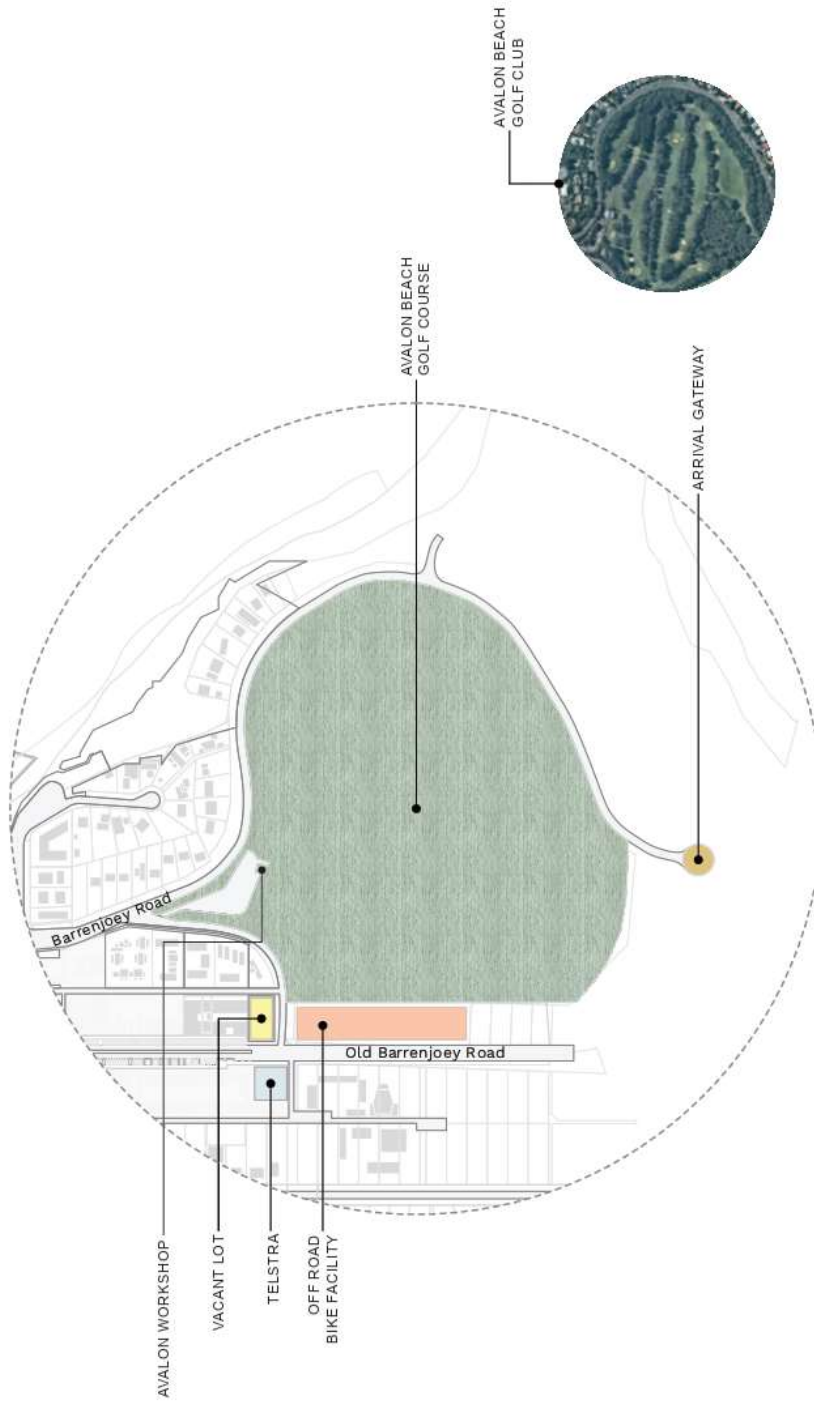 AVALON BEACH
GOLF CLUB
AVALON BEACH
GOLF COURSE
ARRIVAL GATEWAY
Barrenjoey Road
Old Barrenjoey Road
AVALON WORKSHOP
VACANT LOT
TELSTRA
OFF ROAD
BIKE FACILITY